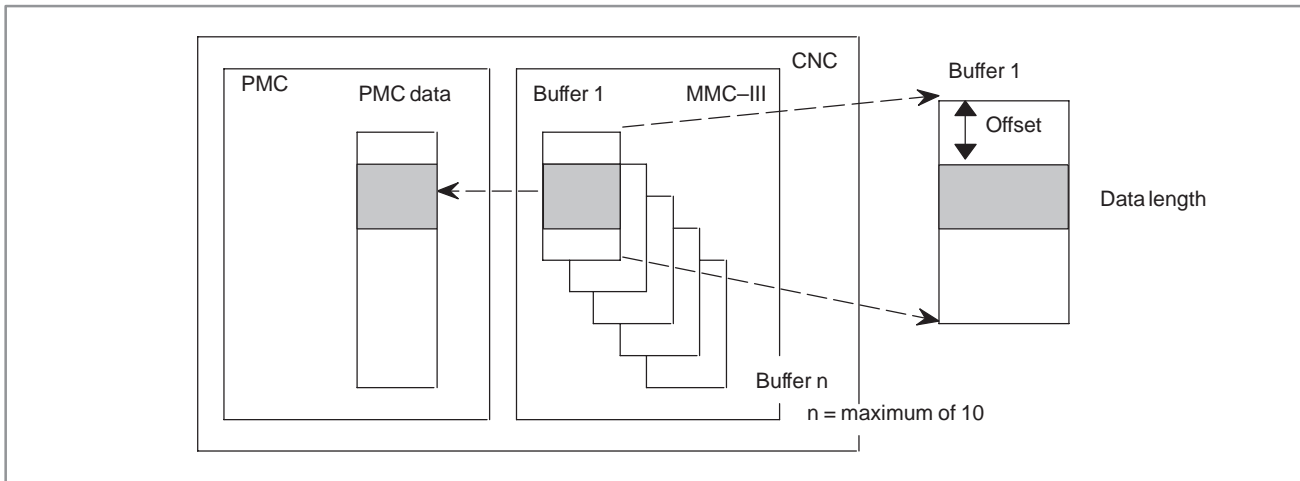 CNC
PMC
PMC data
Buffer 1
MMC–III
Buffer 1
Offset
Data length
Buffer n
n = maximum of 10